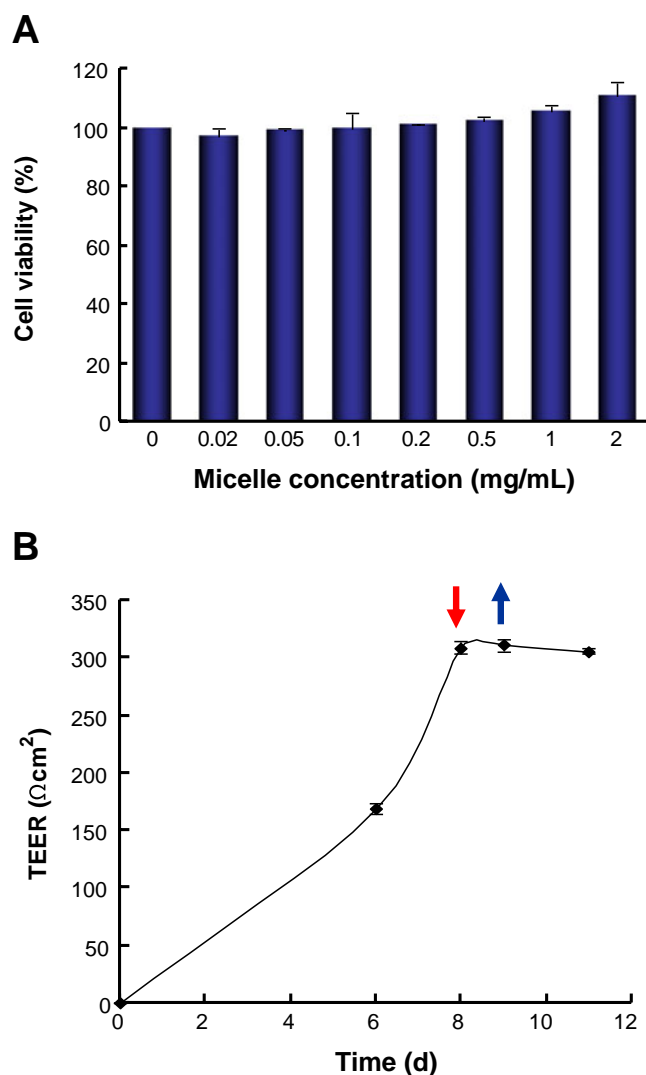 A
120
100
80
60
40
20
0
Cell viability (%)
0 0.02 0.05 0.1 0.2 0.5 1 2
Micelle concentration (mg/mL)
B
350
300
250
200
150
100
50
0
TEER (Ωcm²)
0 2 4 6 8 10 12
Time (d)